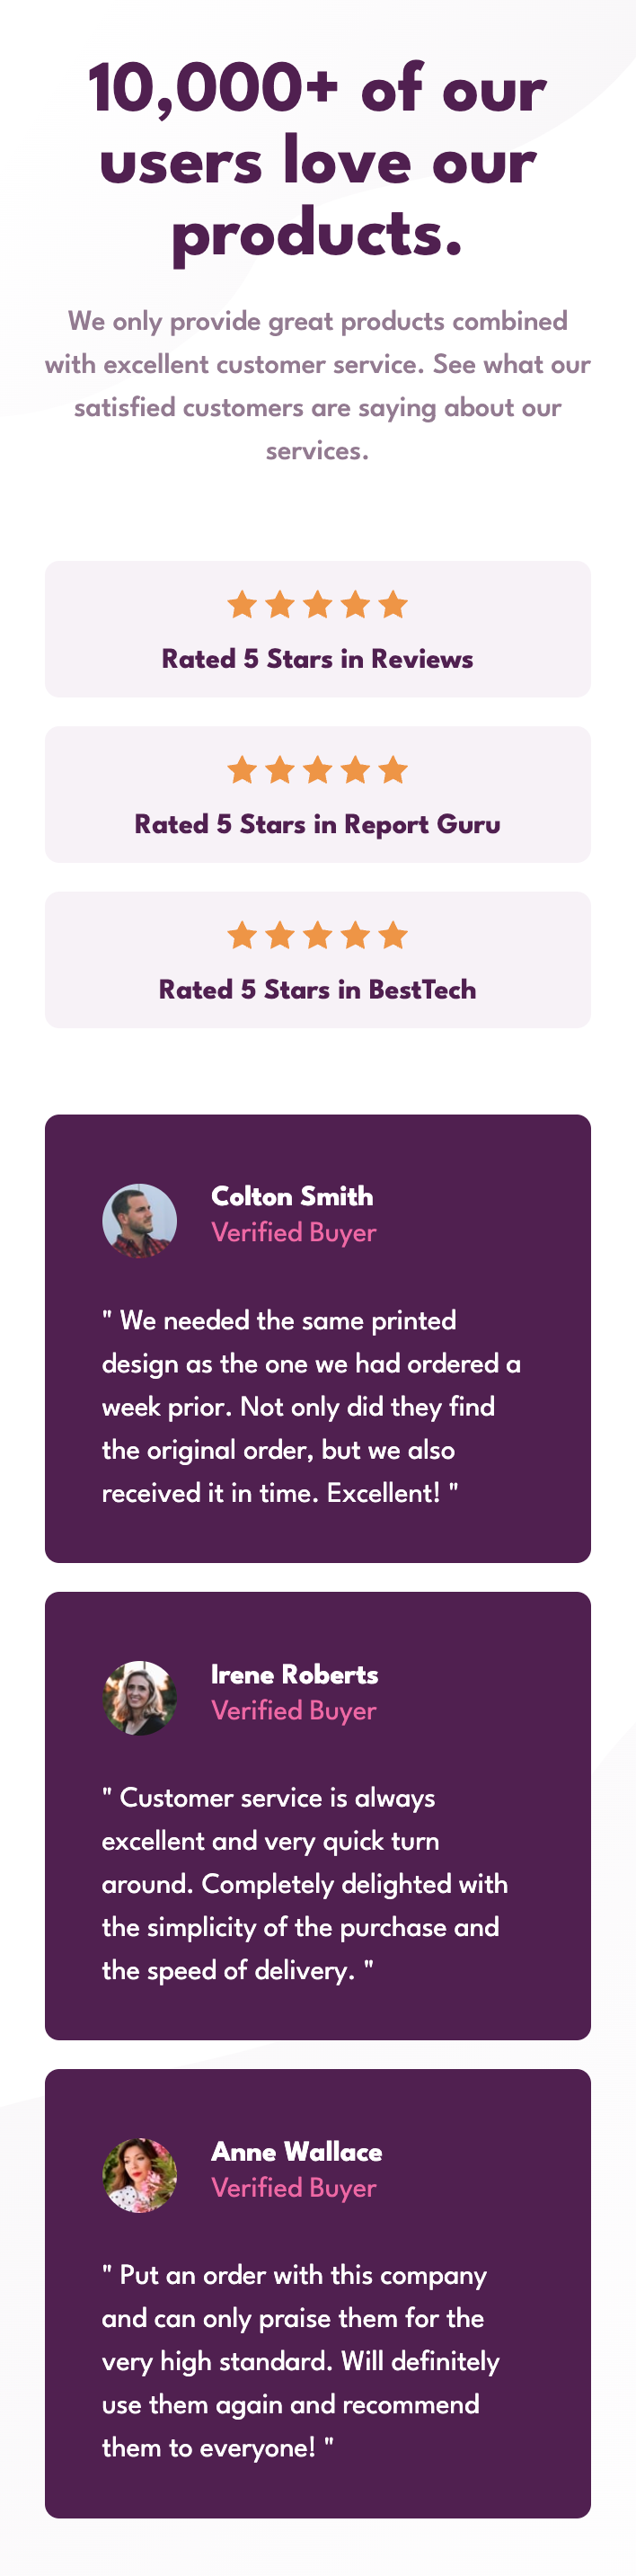 10,000+ of our
users love our
products.
We only provide great products combined
with excellent customer service. See what our
satisfied customers are saying about our
services.
Rated 5 Stars in Reviews
Rated 5 Stars in Report Guru
Rated 5 Stars in BestTech
Colton Smith
Verified Buyer
" We needed the same printed
design as the one we had ordered a
week prior. Not only did they find
the original order, but we also
received it in time. Excellent! "
Irene Roberts
Verified Buyer
" Customer service is always
excellent and very quick turn
around. Completely delighted with
the simplicity of the purchase and
the speed of delivery. "
Anne Wallace
Verified Buyer
" Put an order with this company
and can only praise them for the
very high standard. Will definitely
use them again and recommend
them to everyone! "